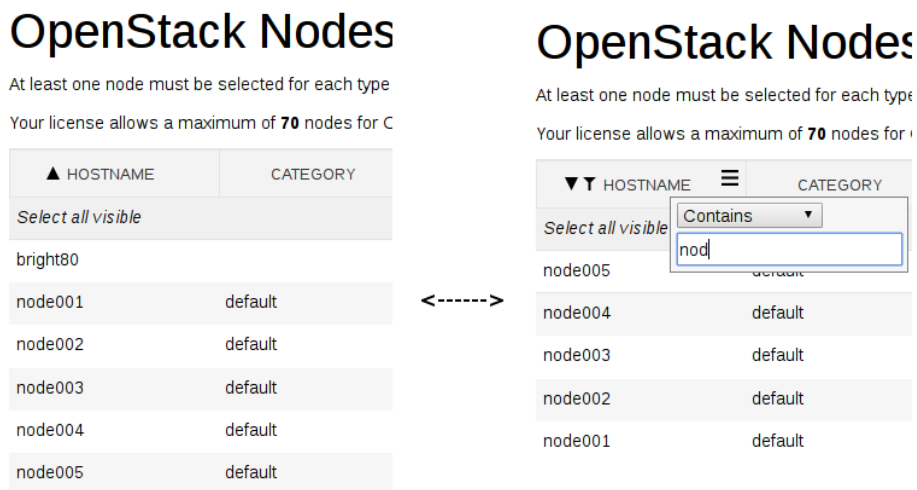 OpenStack Nodes
At least one node must be selected for each type
Your license allows a maximum of 70 nodes for
▲ HOSTNAME CATEGORY
Select all visible
bright80
node001 default
node002 default
node003 default
node004 default
node005 default
<------>
OpenStack Nodes
At least one node must be selected for each type
Your license allows a maximum of 70 nodes for
▼ HOSTNAME ☰ CATEGORY
Contains ▼
Select all visible
nod
node005 default
node004 default
node003 default
node002 default
node001 default